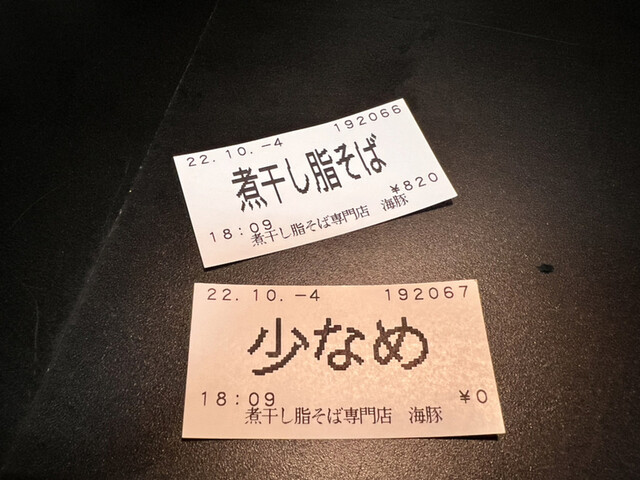 22.10.-4 192066
煮干し脂そば
¥820
18:09
煮干し脂そば専門店 海豚
22.10.-4 192067
少なめ
18:09 ¥0
煮干し脂そば専門店 海豚